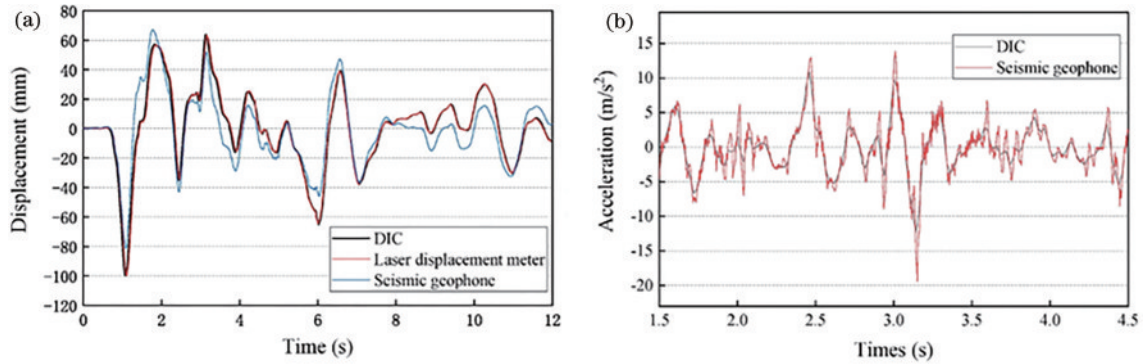 (a)
80
60
40
20
0
−20
−40
−60
−80
−100
−120
Displacement (mm)
DIC
Laser displacement meter
Seismic geophone
0 2 4 6 8 10 12
Time (s)
(b)
15
10
5
0
-5
-10
-15
-20
Acceleration (m/s²)
DIC
Seismic geophone
1.5 2.0 2.5 3.0 3.5 4.0 4.5
Times (s)